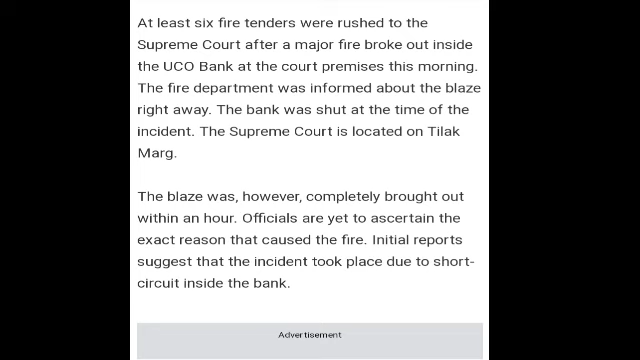 At least six fire tenders were rushed to the
Supreme Court after a major fire broke out inside
the UCO Bank at the court premises this morning.
The fire department was informed about the blaze
right away. The bank was shut at the time of the
incident. The Supreme Court is located on Tilak
Marg.
The blaze was, however, completely brought out
within an hour. Officials are yet to ascertain the
exact reason that caused the fire. Initial reports
suggest that the incident took place due to short-
circuit inside the bank.
Advertisement